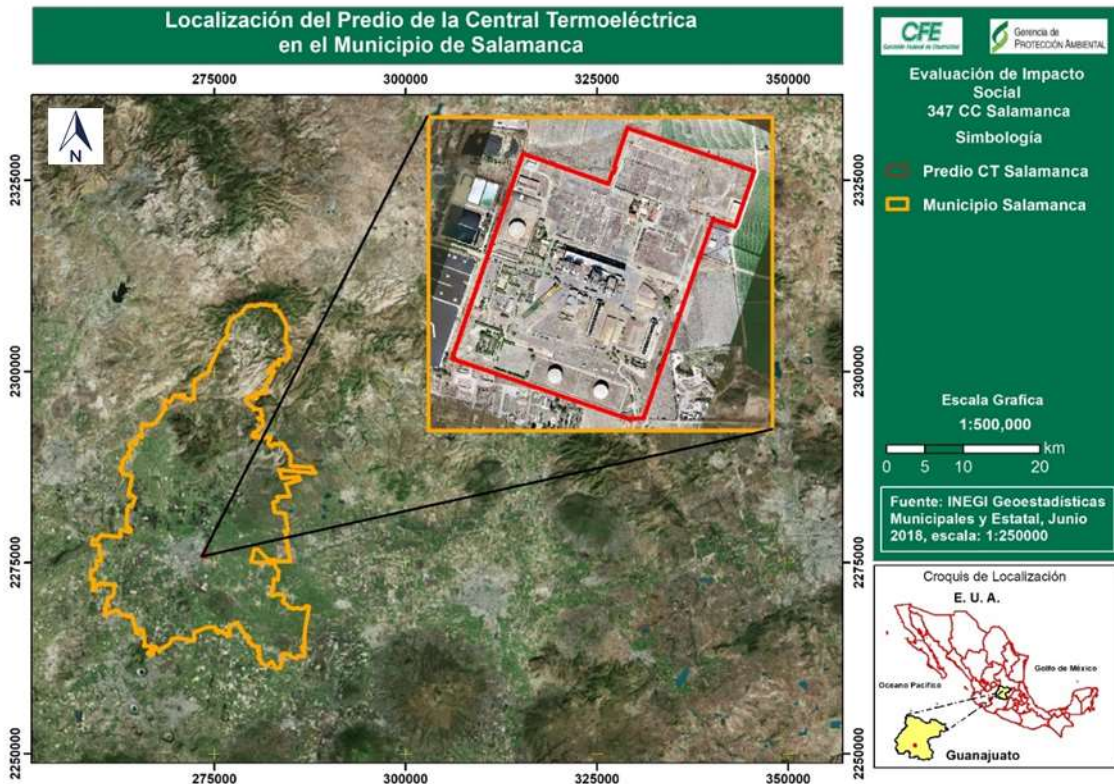 Localización del Predio de la Central Termoeléctrica
en el Municipio de Salamanca
275000
300000
325000
350000
2325000
2300000
2275000
2250000
N
2325000
2300000
2275000
2250000
275000
300000
325000
350000
CFE
Gerencia de
PROTECCIÓN AMBIENTAL
Evaluación de Impacto
Social
347 CC Salamanca
Simbología
Predio CT Salamanca
Municipio Salamanca
Escala Grafica
1:500,000
km
0 5 10 20
Fuente: INEGI Geoestadísticas
Municipales y Estatal, Junio
2018, escala: 1:250000
Croquis de Localización
E. U. A.
Golfo de México
Oceano Pacífico
Guanajuato